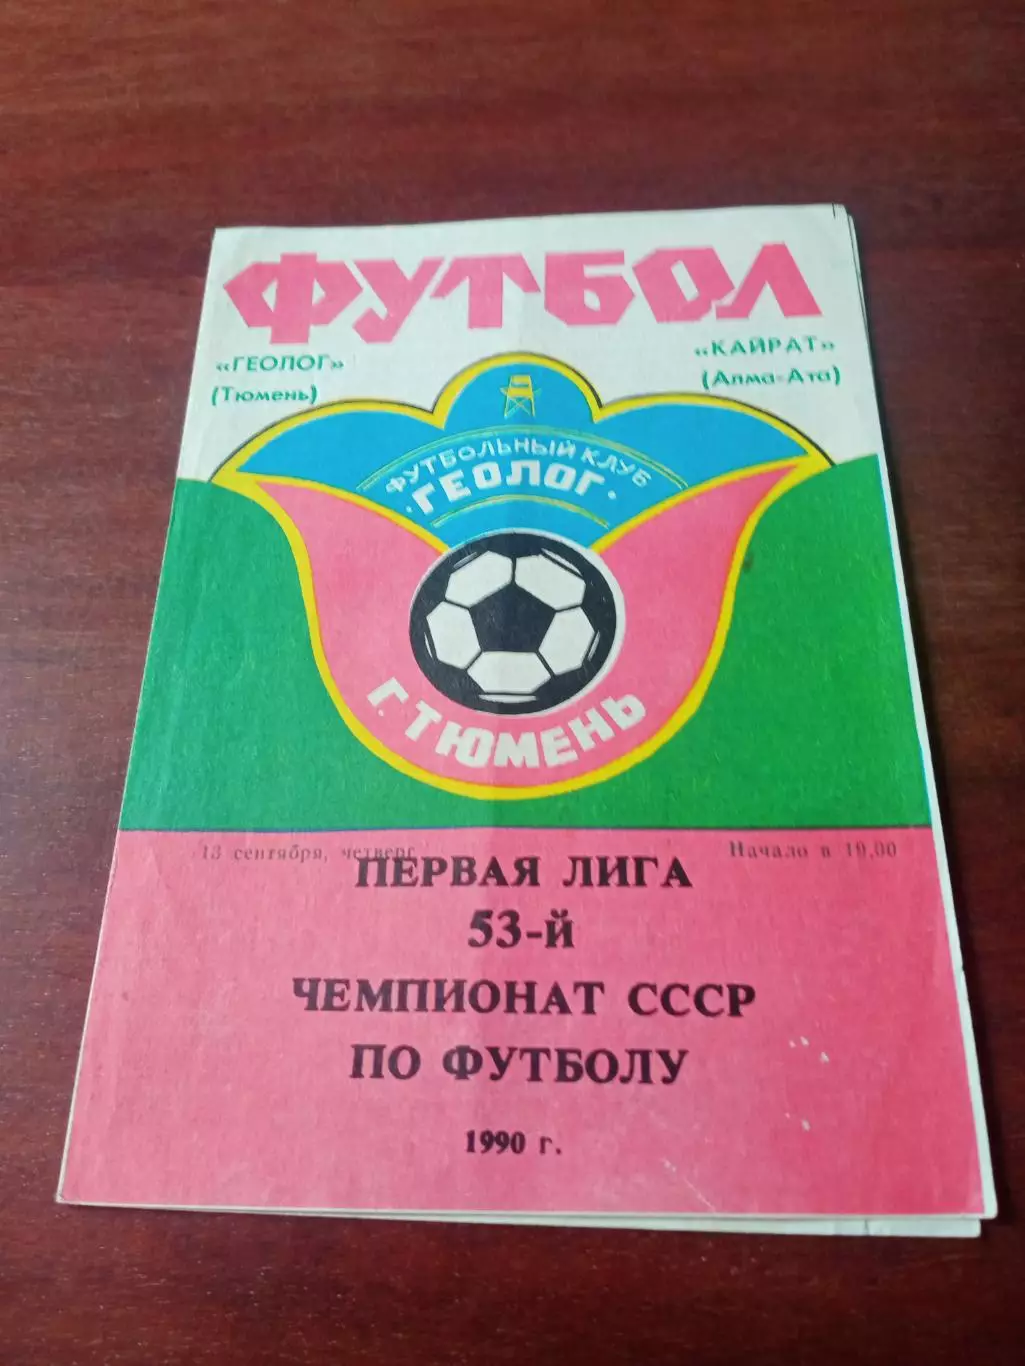 ФУТБОЛ
«ГЕОЛОГ»
(Тюмень)
«КАЙРАТ»
(Алма-Ата)
ФУТБОЛЬНЫЙ КЛУБ
·ГЕОЛОГ·
Г. ТЮМЕНЬ
13 сентября, четверг
Начало в 19.00
ПЕРВАЯ ЛИГА
53-Й
ЧЕМПИОНАТ СССР
ПО ФУТБОЛУ
1990 г.